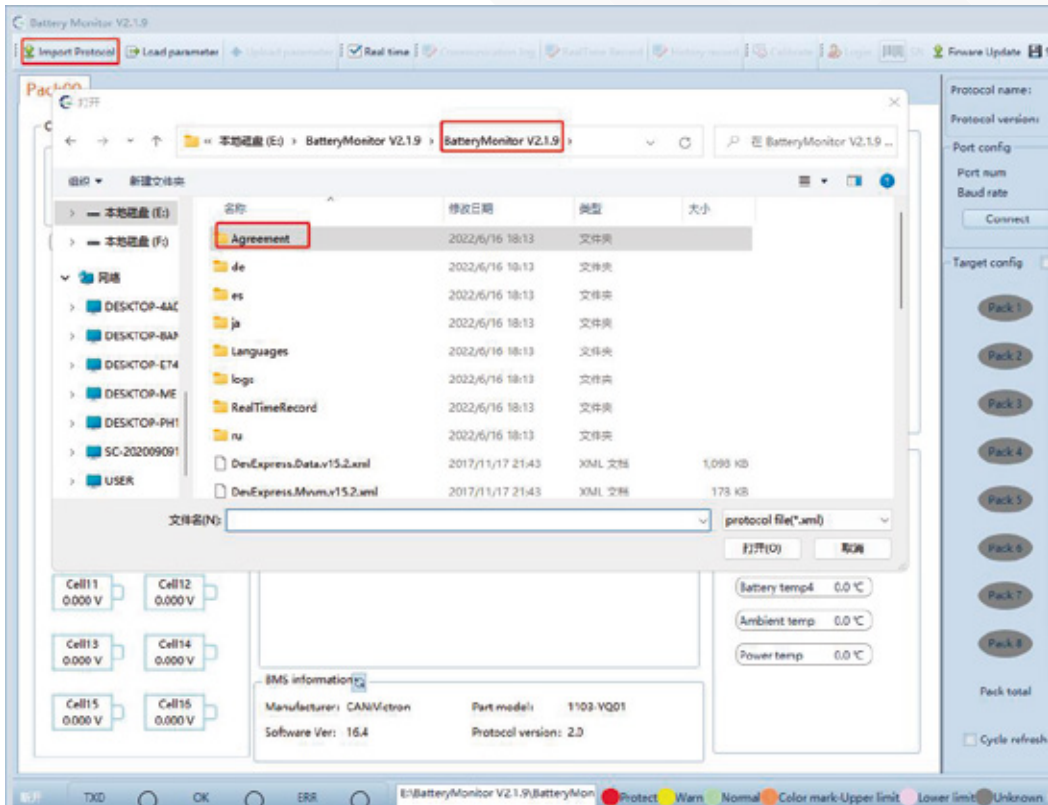 Battery Monitor V2.1.9
Import Protocol Load parameter Upload parameter Real time Communication log RealTime Record History record Calibrate Login SN Firware Update
Pack00
打开
Protocol name:
Protocol version:
« 本地磁盘 (E:) › BatteryMonitor V2.1.9 › BatteryMonitor V2.1.9 ›
在 BatteryMonitor V2.1.9 ...
Port config
Port num
Baud rate
Connect
组织 新建文件夹
名称 修改日期 类型 大小
本地磁盘 (E:)
本地磁盘 (F:)
网络
DESKTOP-4AC
DESKTOP-BAN
DESKTOP-E74
DESKTOP-ME
DESKTOP-PH1
SC-202009091
USER
Agreement 2022/6/16 18:13 文件夹
de 2022/6/16 18:13 文件夹
es 2022/6/16 18:13 文件夹
ja 2022/6/16 18:13 文件夹
Languages 2022/6/16 18:13 文件夹
logs 2022/6/16 18:13 文件夹
RealTimeRecord 2022/6/16 18:13 文件夹
ru 2022/6/16 18:13 文件夹
DevExpress.Data.v15.2.xml 2017/11/17 21:43 XML 文档 1,093 KB
DevExpress.Mvvm.v15.2.xml 2017/11/17 21:43 XML 文档 173 KB
文件名(N):
protocol file(*.xml)
打开(O) 取消
Target config
Pack 1
Pack 2
Pack 3
Pack 4
Pack 5
Pack 6
Pack 7
Pack 8
Pack total
Cycle refresh
Cell11 Cell12
0.000 V 0.000 V
Cell13 Cell14
0.000 V 0.000 V
Cell15 Cell16
0.000 V 0.000 V
Battery temp4 0.0 ℃
Ambient temp 0.0 ℃
Power temp 0.0 ℃
BMS information
Manufacturer: CAN:Victron Part model: 1103-YQ01
Software Ver: 16.4 Protocol version: 2.0
断开 TXD OK ERR E:\BatteryMonitor V2.1.9\BatteryMon Protect Warn Normal Color mark-Upper limit Lower limit Unknown